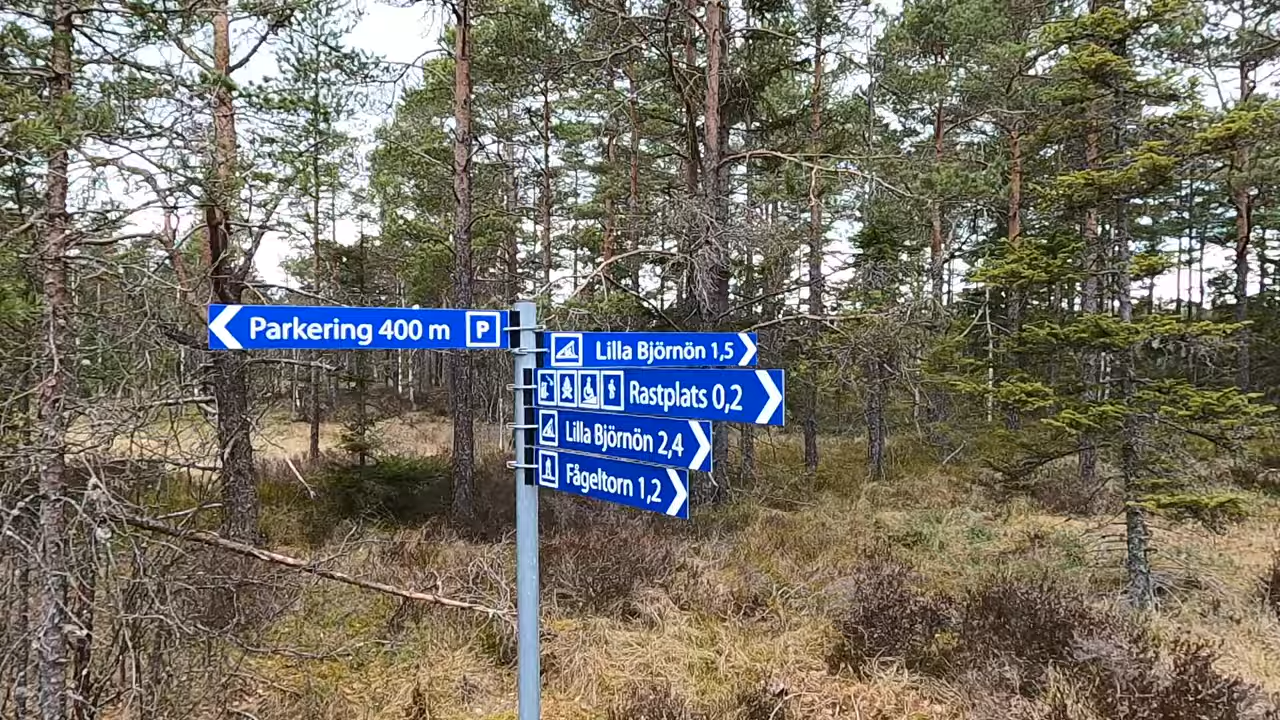 Parkering 400 m P
Lilla Björnön 1,5
Rastplats 0,2
Lilla Björnön 2,4
Fågeltorn 1,2